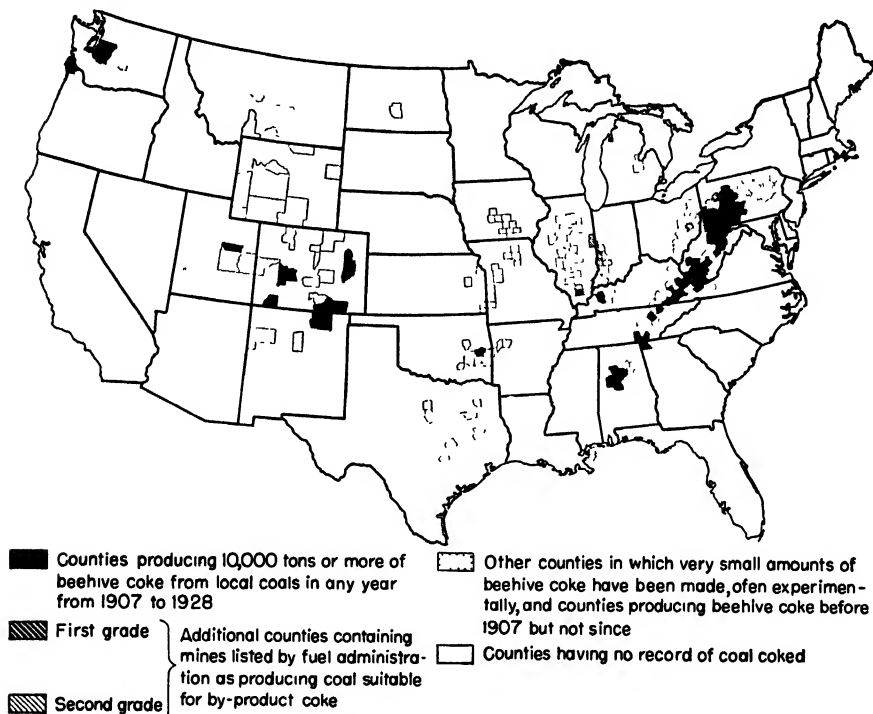 Counties producing 10,000 tons or more of
beehive coke from local coals in any year
from 1907 to 1928
First grade
Second grade
Additional counties containing
mines listed by fuel administra-
tion as producing coal suitable
for by-product coke
Other counties in which very small amounts of
beehive coke have been made, ofen experimen-
tally, and counties producing beehive coke before
1907 but not since
Counties having no record of coal coked